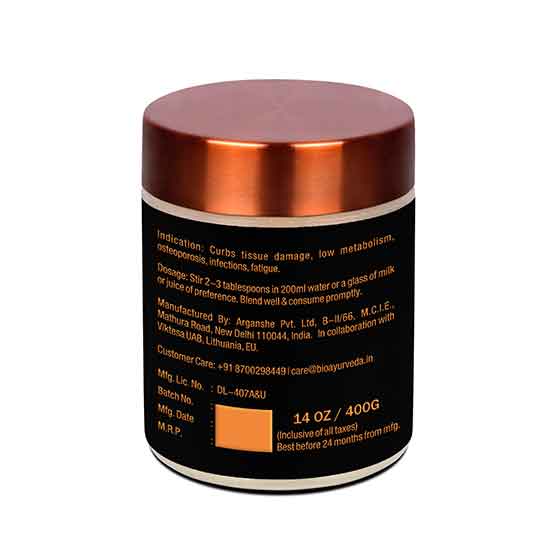 Indication: Curbs tissue damage, low metabolism,
osteoporosis, infections, fatigue.
Dosage: Stir 2–3 tablespoons in 200ml water or a glass of milk
or juice of preference. Blend well & consume promptly.
Manufactured By: Arganshe Pvt. Ltd, B–II/66, M.C.I.E.,
Mathura Road, New Delhi 110044, India. In collaboration with
Viktesa UAB, Lithuania, EU.
Customer Care: +91 8700298449 | care@bioayurveda.in
Mfg. Lic. No. : DL–407A&U
Batch No. :
Mfg. Date :
M.R.P. :
14 OZ / 400G
(Inclusive of all taxes)
Best before 24 months from mfg.